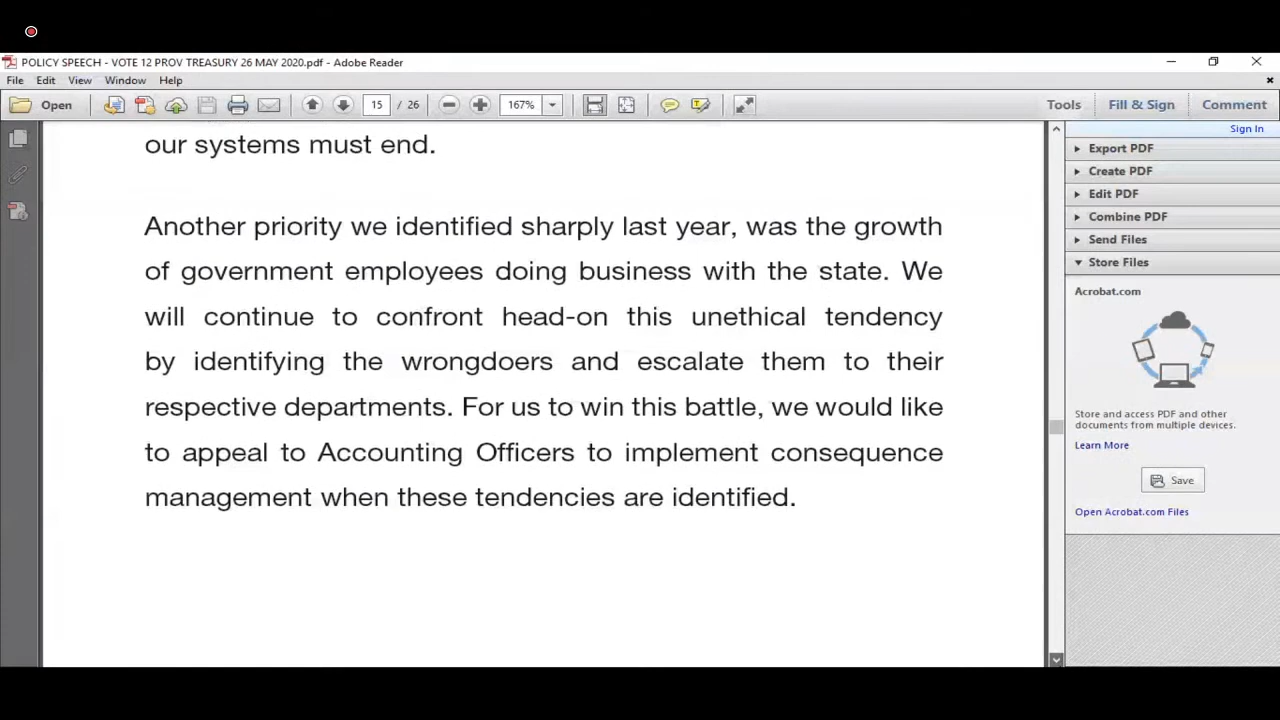 POLICY SPEECH - VOTE 12 PROV TREASURY 26 MAY 2020.pdf - Adobe Reader
File Edit View Window Help
Open 15 / 26 167% Tools Fill & Sign Comment
Sign In
our systems must end.
Another priority we identified sharply last year, was the growth
of government employees doing business with the state. We
will continue to confront head-on this unethical tendency
by identifying the wrongdoers and escalate them to their
respective departments. For us to win this battle, we would like
to appeal to Accounting Officers to implement consequence
management when these tendencies are identified.
Export PDF
Create PDF
Edit PDF
Combine PDF
Send Files
Store Files
Acrobat.com
Store and access PDF and other
documents from multiple devices.
Learn More
Save
Open Acrobat.com Files